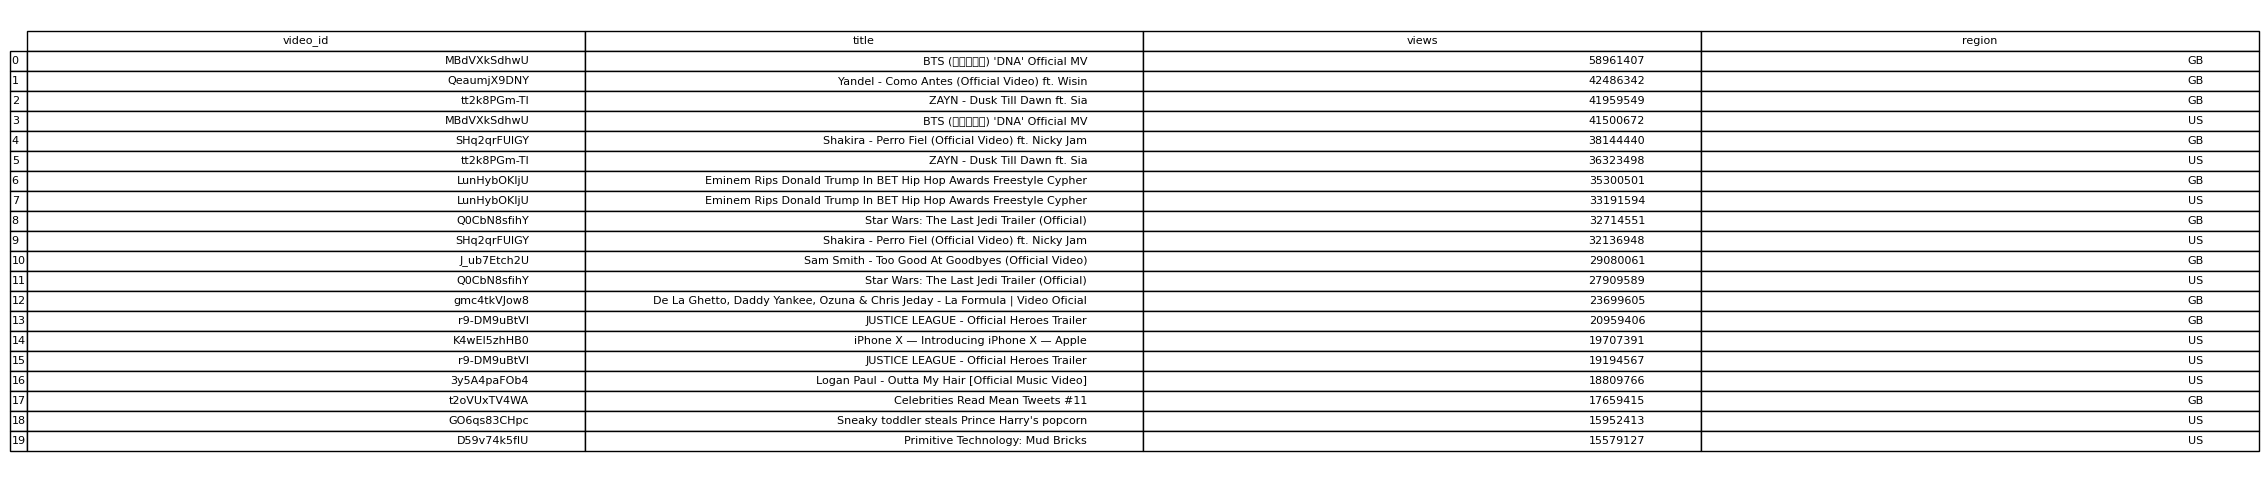 video_id title views region
0 MBdVXkSdhwU BTS (▯▯▯▯▯) 'DNA' Official MV 58961407 GB
1 QeaumjX9DNY Yandel - Como Antes (Official Video) ft. Wisin 42486342 GB
2 tt2k8PGm-TI ZAYN - Dusk Till Dawn ft. Sia 41959549 GB
3 MBdVXkSdhwU BTS (▯▯▯▯▯) 'DNA' Official MV 41500672 US
4 SHq2qrFUlGY Shakira - Perro Fiel (Official Video) ft. Nicky Jam 38144440 GB
5 tt2k8PGm-TI ZAYN - Dusk Till Dawn ft. Sia 36323498 US
6 LunHybOKIjU Eminem Rips Donald Trump In BET Hip Hop Awards Freestyle Cypher 35300501 GB
7 LunHybOKIjU Eminem Rips Donald Trump In BET Hip Hop Awards Freestyle Cypher 33191594 US
8 Q0CbN8sfihY Star Wars: The Last Jedi Trailer (Official) 32714551 GB
9 SHq2qrFUlGY Shakira - Perro Fiel (Official Video) ft. Nicky Jam 32136948 US
10 J_ub7Etch2U Sam Smith - Too Good At Goodbyes (Official Video) 29080061 GB
11 Q0CbN8sfihY Star Wars: The Last Jedi Trailer (Official) 27909589 US
12 gmc4tkVJow8 De La Ghetto, Daddy Yankee, Ozuna & Chris Jeday - La Formula | Video Oficial 23699605 GB
13 r9-DM9uBtVI JUSTICE LEAGUE - Official Heroes Trailer 20959406 GB
14 K4wEI5zhHB0 iPhone X — Introducing iPhone X — Apple 19707391 US
15 r9-DM9uBtVI JUSTICE LEAGUE - Official Heroes Trailer 19194567 US
16 3y5A4paFOb4 Logan Paul - Outta My Hair [Official Music Video] 18809766 US
17 t2oVUxTV4WA Celebrities Read Mean Tweets #11 17659415 GB
18 GO6qs83CHpc Sneaky toddler steals Prince Harry's popcorn 15952413 US
19 D59v74k5flU Primitive Technology: Mud Bricks 15579127 US